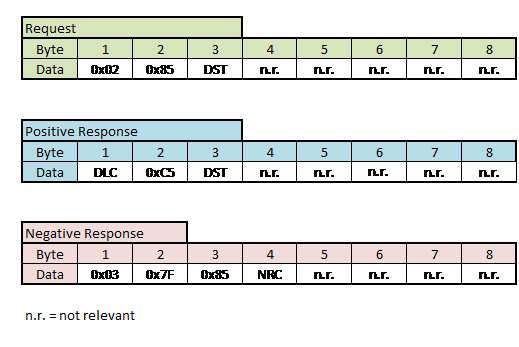 Request
Byte 1 2 3 4 5 6 7 8
Data 0x02 0x85 DST n.r. n.r. n.r. n.r. n.r.
Positive Response
Byte 1 2 3 4 5 6 7 8
Data DLC 0xC5 DST n.r. n.r. n.r. n.r. n.r.
Negative Response
Byte 1 2 3 4 5 6 7 8
Data 0x03 0x7F 0x85 NRC n.r. n.r. n.r. n.r.
n.r. = not relevant